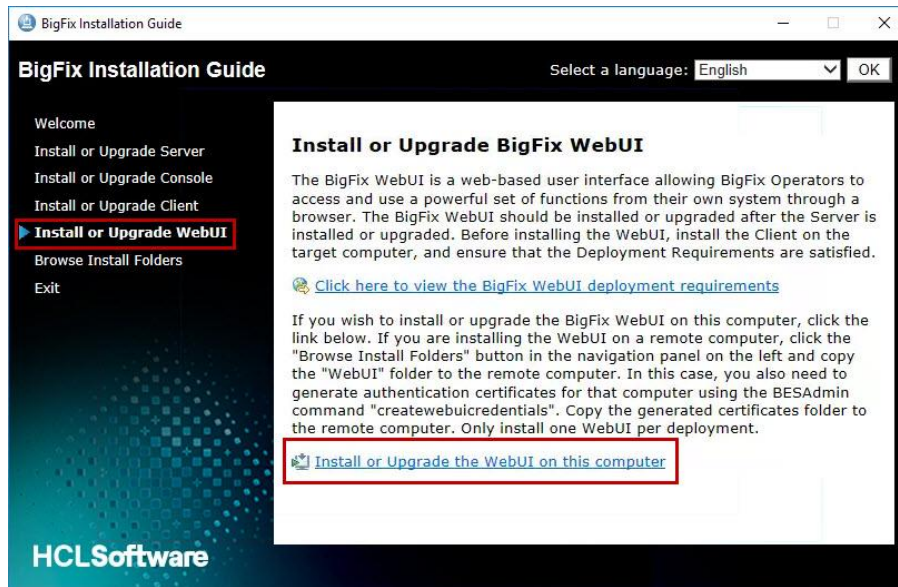 BigFix Installation Guide
BigFix Installation Guide
Select a language: English OK
Welcome
Install or Upgrade Server
Install or Upgrade Console
Install or Upgrade Client
Install or Upgrade WebUI
Browse Install Folders
Exit
Install or Upgrade BigFix WebUI
The BigFix WebUI is a web-based user interface allowing BigFix Operators to
access and use a powerful set of functions from their own system through a
browser. The BigFix WebUI should be installed or upgraded after the Server is
installed or upgraded. Before installing the WebUI, install the Client on the
target computer, and ensure that the Deployment Requirements are satisfied.
Click here to view the BigFix WebUI deployment requirements
If you wish to install or upgrade the BigFix WebUI on this computer, click the
link below. If you are installing the WebUI on a remote computer, click the
"Browse Install Folders" button in the navigation panel on the left and copy
the "WebUI" folder to the remote computer. In this case, you also need to
generate authentication certificates for that computer using the BESAdmin
command "createwebuicredentials". Copy the generated certificates folder to
the remote computer. Only install one WebUI per deployment.
Install or Upgrade the WebUI on this computer
HCLSoftware